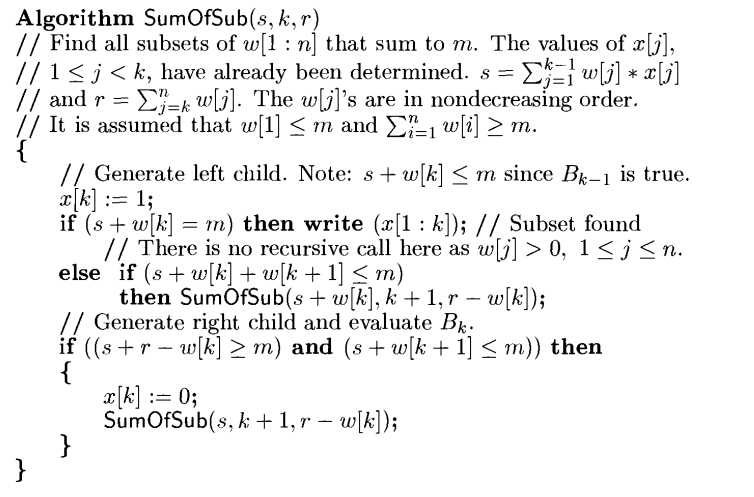 Algorithm SumOfSub(s, k, r)
// Find all subsets of w[1 : n] that sum to m. The values of x[j],
// 1 ≤ j < k, have already been determined. s = ∑_{j=1}^{k−1} w[j] ∗ x[j]
// and r = ∑_{j=k}^{n} w[j]. The w[j]'s are in nondecreasing order.
// It is assumed that w[1] ≤ m and ∑_{i=1}^{n} w[i] ≥ m.
{
// Generate left child. Note: s + w[k] ≤ m since B_{k−1} is true.
x[k] := 1;
if (s + w[k] = m) then write (x[1 : k]); // Subset found
// There is no recursive call here as w[j] > 0, 1 ≤ j ≤ n.
else if (s + w[k] + w[k + 1] ≤ m)
then SumOfSub(s + w[k], k + 1, r − w[k]);
// Generate right child and evaluate B_k.
if ((s + r − w[k] ≥ m) and (s + w[k + 1] ≤ m)) then
{
x[k] := 0;
SumOfSub(s, k + 1, r − w[k]);
}
}